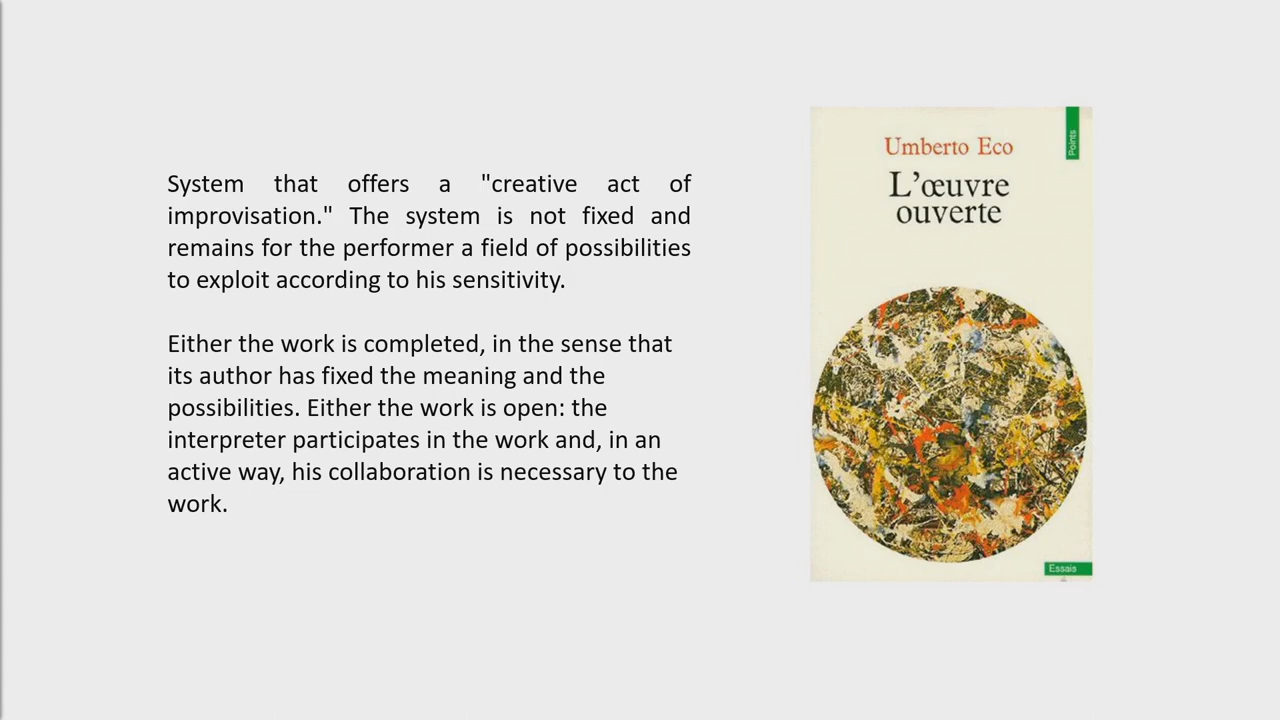 System that offers a "creative act of
improvisation." The system is not fixed and
remains for the performer a field of possibilities
to exploit according to his sensitivity.
Either the work is completed, in the sense that
its author has fixed the meaning and the
possibilities. Either the work is open: the
interpreter participates in the work and, in an
active way, his collaboration is necessary to the
work.
Umberto Eco
L'œuvre
ouverte
Points
Essais